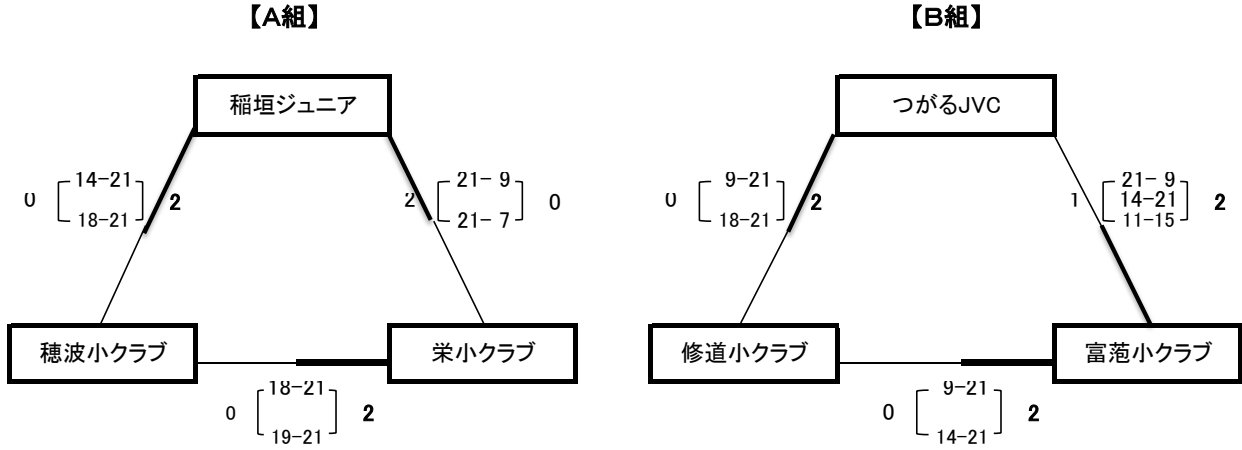 【A組】
稲垣ジュニア
0 14-21 2
18-21
2 21- 9 0
21- 7
穂波小クラブ
栄小クラブ
0 18-21 2
19-21
【B組】
つがるJVC
0 9-21 2
18-21
1 21- 9 2
14-21
11-15
修道小クラブ
富萢小クラブ
0 9-21 2
14-21